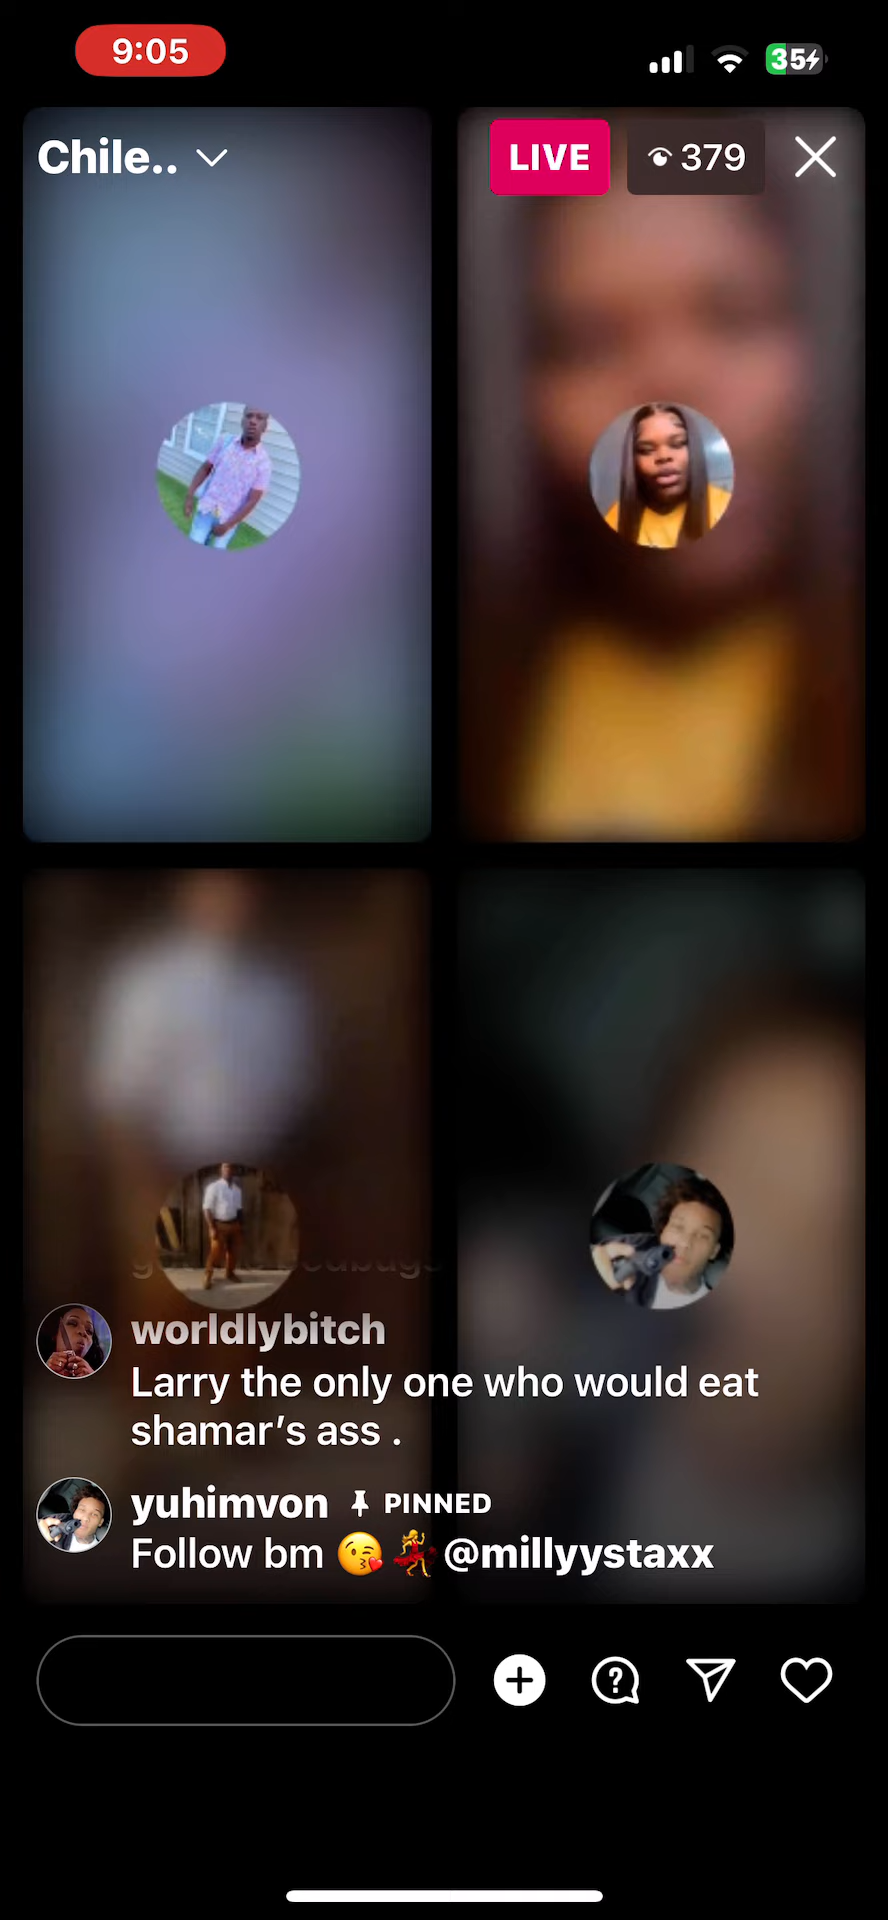 9:05
35
Chile..
LIVE
379
worldlybitch
Larry the only one who would eat
shamar’s ass .
yuhimvon PINNED
Follow bm 😘💃 @millyystaxx